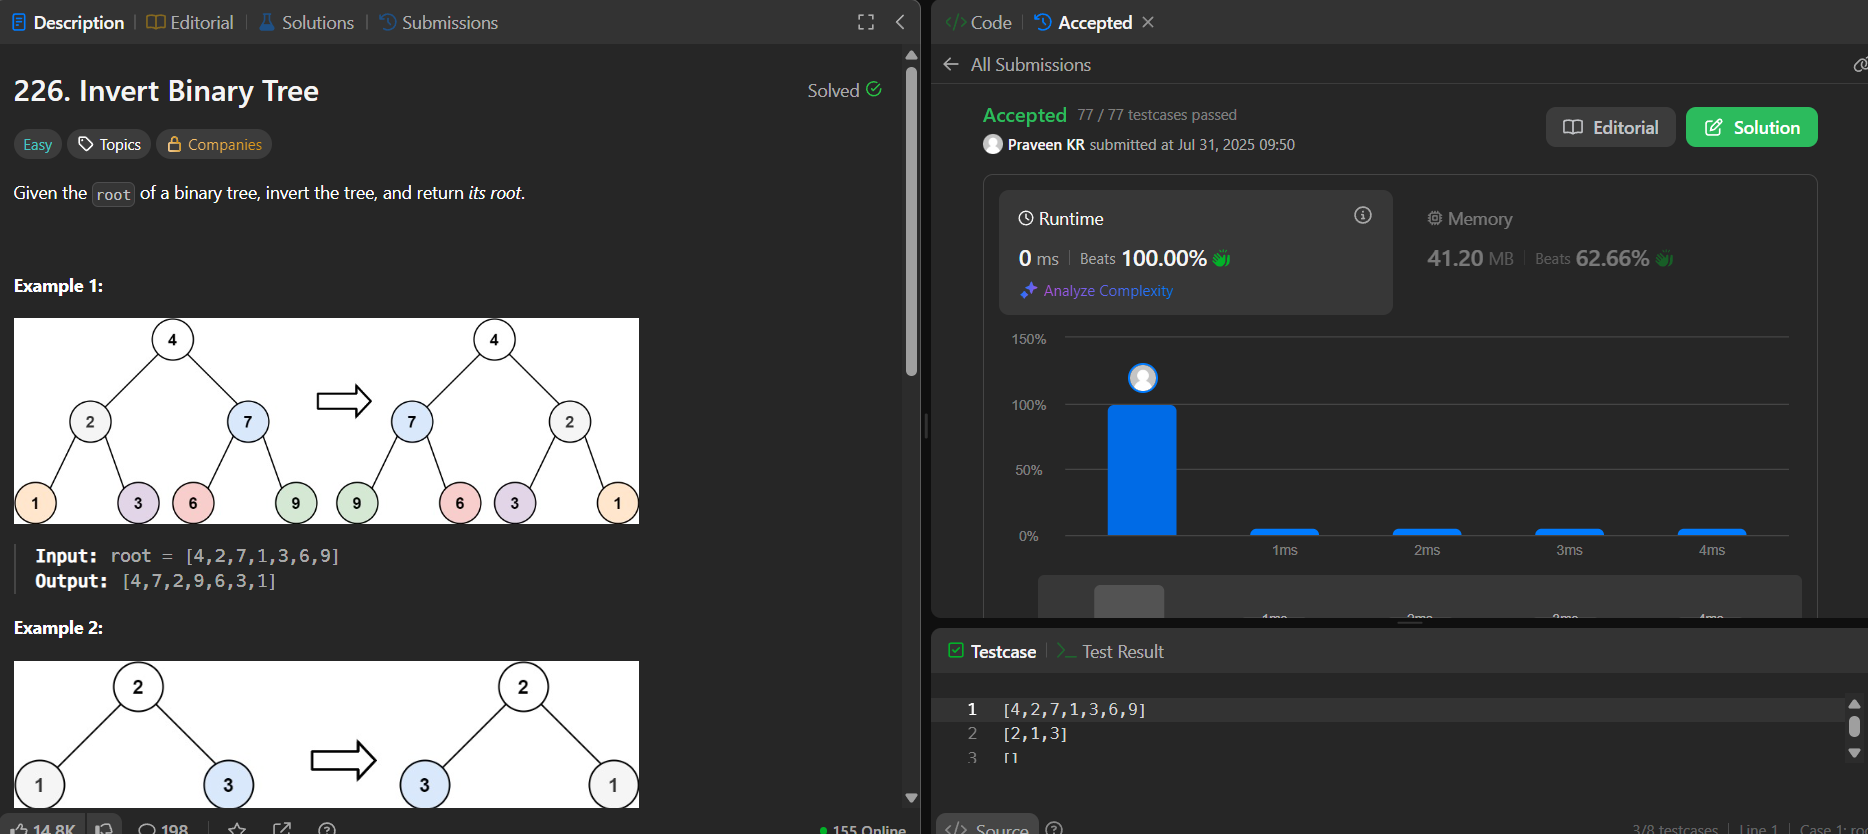 Description
Editorial
Solutions
Submissions
226. Invert Binary Tree
Solved
Easy
Topics
Companies
Given the root of a binary tree, invert the tree, and return its root.
Example 1:
4 4
2 7 7 2
1 3 6 9 9 6 3 1
Input: root = [4,2,7,1,3,6,9]
Output: [4,7,2,9,6,3,1]
Example 2:
2 2
1 3 3 1
14.8K
198
155 Online
</> Code
Accepted
All Submissions
Accepted 77 / 77 testcases passed
Praveen KR submitted at Jul 31, 2025 09:50
Editorial
Solution
Runtime
0 ms | Beats 100.00%
Analyze Complexity
Memory
41.20 MB | Beats 62.66%
150%
100%
50%
0%
1ms 2ms 3ms 4ms
1ms 2ms 3ms 4ms
Testcase
Test Result
1 [4,2,7,1,3,6,9]
2 [2,1,3]
3 []
</> Source
3/8 testcases | Line 1 | Case 1: